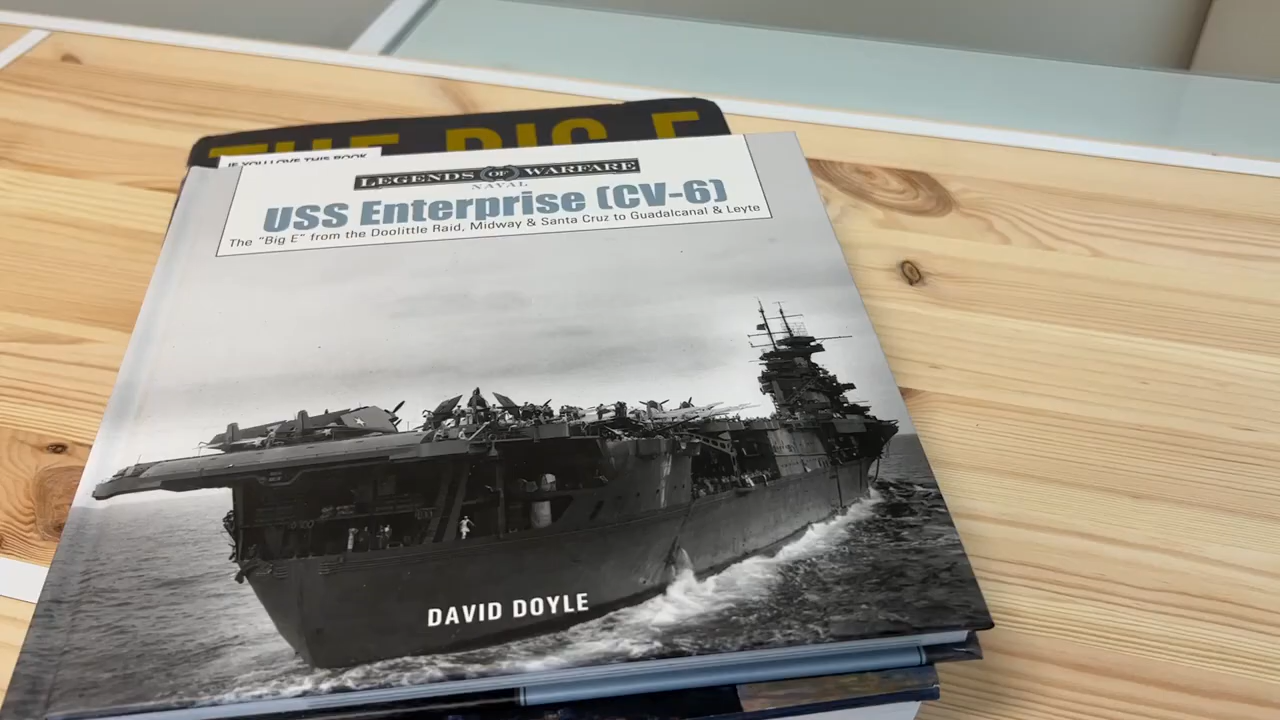 THE BIG E
IF YOU LOVE THIS BOOK
LEGENDS OF WARFARE
NAVAL
USS Enterprise (CV-6)
The "Big E" from the Doolittle Raid, Midway & Santa Cruz to Guadalcanal & Leyte
DAVID DOYLE